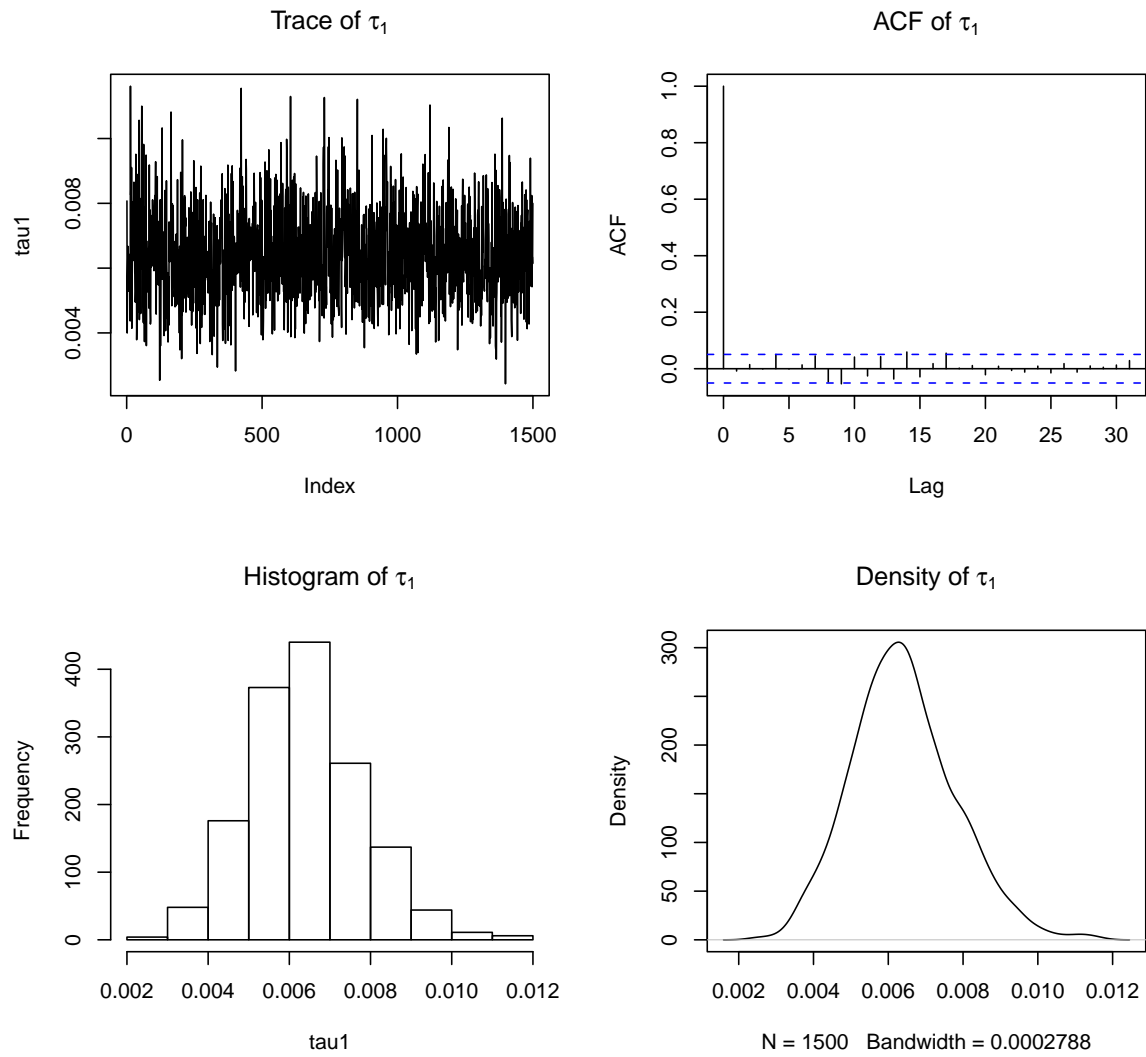 Trace of τ1
tau1
0.004
0.008
0 500 1000 1500
Index
ACF of τ1
ACF
0.0 0.2 0.4 0.6 0.8 1.0
0 5 10 15 20 25 30
Lag
Histogram of τ1
Frequency
0 100 200 300 400
0.002 0.004 0.006 0.008 0.010 0.012
tau1
Density of τ1
Density
0 50 100 200 300
0.002 0.004 0.006 0.008 0.010 0.012
N = 1500 Bandwidth = 0.0002788